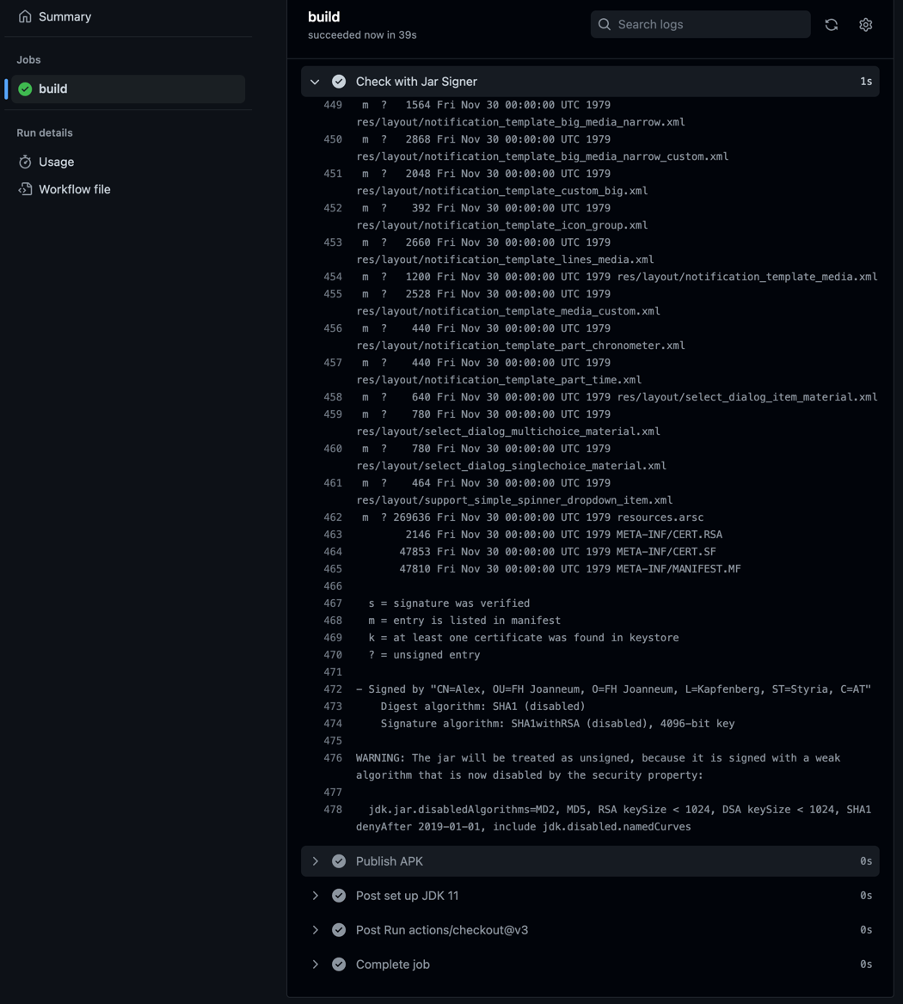 Summary
Jobs
build
Run details
Usage
Workflow file
build
succeeded now in 39s
Search logs
Check with Jar Signer 1s
449 m ? 1564 Fri Nov 30 00:00:00 UTC 1979
res/layout/notification_template_big_media_narrow.xml
450 m ? 2868 Fri Nov 30 00:00:00 UTC 1979
res/layout/notification_template_big_media_narrow_custom.xml
451 m ? 2048 Fri Nov 30 00:00:00 UTC 1979
res/layout/notification_template_custom_big.xml
452 m ? 392 Fri Nov 30 00:00:00 UTC 1979
res/layout/notification_template_icon_group.xml
453 m ? 2660 Fri Nov 30 00:00:00 UTC 1979
res/layout/notification_template_lines_media.xml
454 m ? 1200 Fri Nov 30 00:00:00 UTC 1979 res/layout/notification_template_media.xml
455 m ? 2528 Fri Nov 30 00:00:00 UTC 1979
res/layout/notification_template_media_custom.xml
456 m ? 440 Fri Nov 30 00:00:00 UTC 1979
res/layout/notification_template_part_chronometer.xml
457 m ? 440 Fri Nov 30 00:00:00 UTC 1979
res/layout/notification_template_part_time.xml
458 m ? 640 Fri Nov 30 00:00:00 UTC 1979 res/layout/select_dialog_item_material.xml
459 m ? 780 Fri Nov 30 00:00:00 UTC 1979
res/layout/select_dialog_multichoice_material.xml
460 m ? 780 Fri Nov 30 00:00:00 UTC 1979
res/layout/select_dialog_singlechoice_material.xml
461 m ? 464 Fri Nov 30 00:00:00 UTC 1979
res/layout/support_simple_spinner_dropdown_item.xml
462 m ? 269636 Fri Nov 30 00:00:00 UTC 1979 resources.arsc
463 2146 Fri Nov 30 00:00:00 UTC 1979 META-INF/CERT.RSA
464 47853 Fri Nov 30 00:00:00 UTC 1979 META-INF/CERT.SF
465 47810 Fri Nov 30 00:00:00 UTC 1979 META-INF/MANIFEST.MF
466
467 s = signature was verified
468 m = entry is listed in manifest
469 k = at least one certificate was found in keystore
470 ? = unsigned entry
471
472 - Signed by "CN=Alex, OU=FH Joanneum, O=FH Joanneum, L=Kapfenberg, ST=Styria, C=AT"
473 Digest algorithm: SHA1 (disabled)
474 Signature algorithm: SHA1withRSA (disabled), 4096-bit key
475
476 WARNING: The jar will be treated as unsigned, because it is signed with a weak
algorithm that is now disabled by the security property:
477
478 jdk.jar.disabledAlgorithms=MD2, MD5, RSA keySize < 1024, DSA keySize < 1024, SHA1
denyAfter 2019-01-01, include jdk.disabled.namedCurves
Publish APK 0s
Post set up JDK 11 0s
Post Run actions/checkout@v3 0s
Complete job 0s